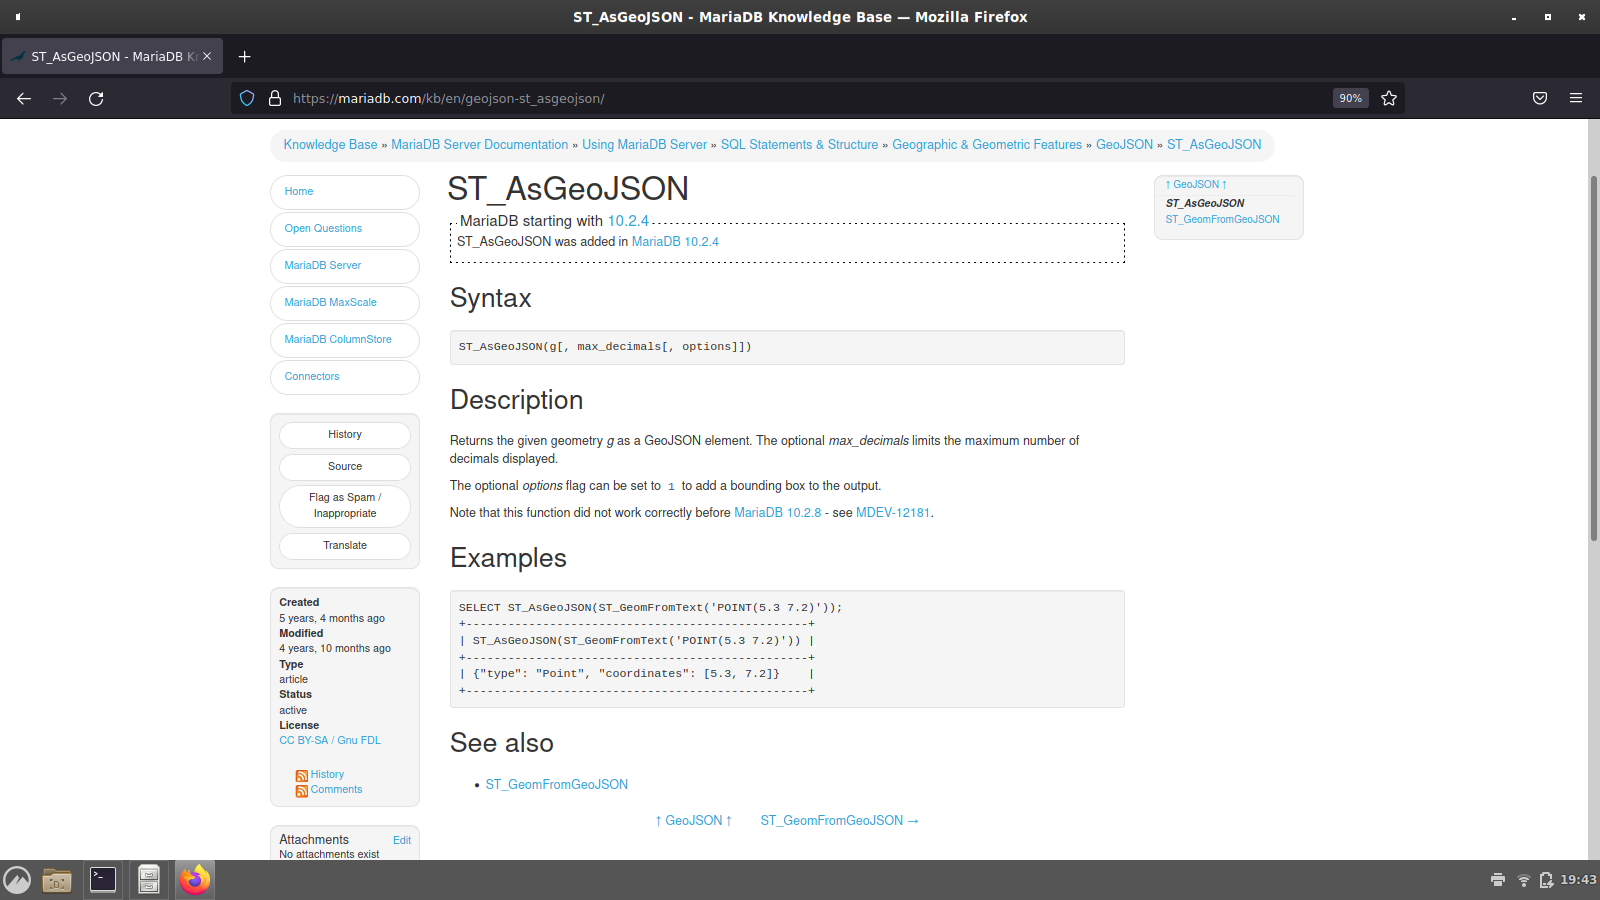 ST_AsGeoJSON - MariaDB Knowledge Base — Mozilla Firefox
ST_AsGeoJSON - MariaDB Kn
https://mariadb.com/kb/en/geojson-st_asgeojson/
90%
Knowledge Base » MariaDB Server Documentation » Using MariaDB Server » SQL Statements & Structure » Geographic & Geometric Features » GeoJSON » ST_AsGeoJSON
Home
Open Questions
MariaDB Server
MariaDB MaxScale
MariaDB ColumnStore
Connectors
History
Source
Flag as Spam /
Inappropriate
Translate
Created
5 years, 4 months ago
Modified
4 years, 10 months ago
Type
article
Status
active
License
CC BY-SA / Gnu FDL
History
Comments
Attachments Edit
No attachments exist
ST_AsGeoJSON
MariaDB starting with 10.2.4
ST_AsGeoJSON was added in MariaDB 10.2.4
Syntax
ST_AsGeoJSON(g[, max_decimals[, options]])
Description
Returns the given geometry g as a GeoJSON element. The optional max_decimals limits the maximum number of
decimals displayed.
The optional options flag can be set to 1 to add a bounding box to the output.
Note that this function did not work correctly before MariaDB 10.2.8 - see MDEV-12181.
Examples
SELECT ST_AsGeoJSON(ST_GeomFromText('POINT(5.3 7.2)'));
+-------------------------------------------------+
| ST_AsGeoJSON(ST_GeomFromText('POINT(5.3 7.2)')) |
+-------------------------------------------------+
| {"type": "Point", "coordinates": [5.3, 7.2]}    |
+-------------------------------------------------+
See also
• ST_GeomFromGeoJSON
↑ GeoJSON ↑ ST_GeomFromGeoJSON →
↑ GeoJSON ↑
ST_AsGeoJSON
ST_GeomFromGeoJSON
19:43